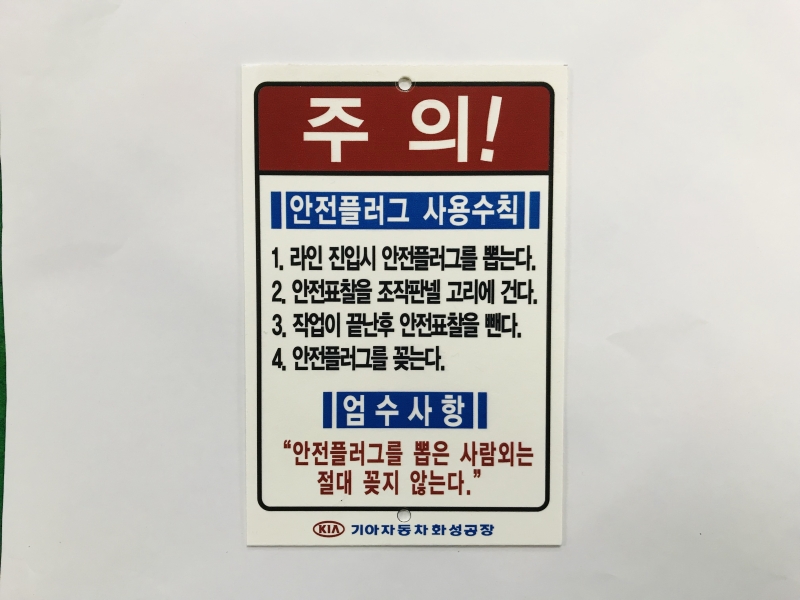 주 의!
안전플러그 사용수칙
1. 라인 진입시 안전플러그를 뽑는다.
2. 안전표찰을 조작판넬 고리에 건다.
3. 작업이 끝난후 안전표찰을 뺀다.
4. 안전플러그를 꽂는다.
엄수사항
“안전플러그를 뽑은 사람외는
절대 꽂지 않는다.”
KIA 기아자동차화성공장